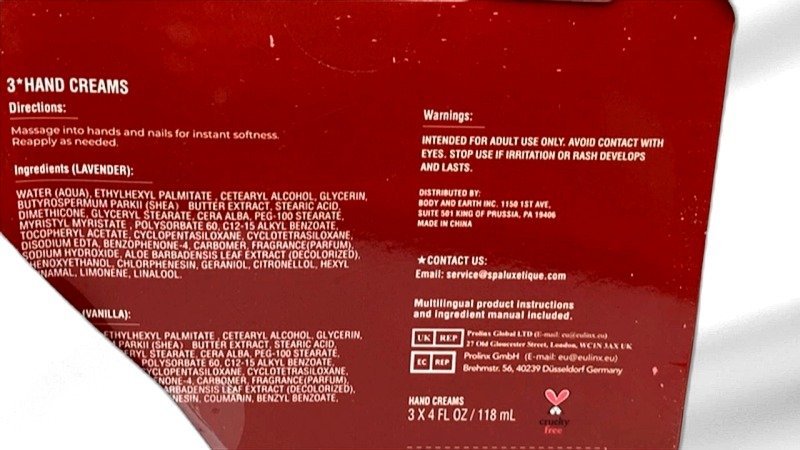 3*HAND CREAMS
Directions:
Massage into hands and nails for instant softness.
Reapply as needed.
Ingredients (LAVENDER):
WATER (AQUA), ETHYLHEXYL PALMITATE , CETEARYL ALCOHOL, GLYCERIN,
BUTYROSPERMUM PARKII (SHEA) BUTTER EXTRACT, STEARIC ACID,
DIMETHICONE, GLYCERYL STEARATE, CERA ALBA, PEG-100 STEARATE,
MYRISTYL MYRISTATE , POLYSORBATE 60, C12-15 ALKYL BENZOATE,
TOCOPHERYL ACETATE, CYCLOPENTASILOXANE, CYCLOTETRASILOXANE,
DISODIUM EDTA, BENZOPHENONE-4, CARBOMER, FRAGRANCE(PARFUM),
SODIUM HYDROXIDE, ALOE BARBADENSIS LEAF EXTRACT (DECOLORIZED),
PHENOXYETHANOL, CHLORPHENESIN, GERANIOL, CITRONELLOL, HEXYL
NNAMAL, LIMONENE, LINALOOL.
(VANILLA):
ETHYLHEXYL PALMITATE , CETEARYL ALCOHOL, GLYCERIN,
PARKII (SHEA) BUTTER EXTRACT, STEARIC ACID,
ERYL STEARATE, CERA ALBA, PEG-100 STEARATE,
POLYSORBATE 60, C12-15 ALKYL BENZOATE,
CYCLOPENTASILOXANE, CYCLOTETRASILOXANE,
NONE-4, CARBOMER, FRAGRANCE(PARFUM),
ARBADENSIS LEAF EXTRACT (DECOLORIZED),
NESIN, COUMARIN, BENZYL BENZOATE,
Warnings:
INTENDED FOR ADULT USE ONLY. AVOID CONTACT WITH
EYES. STOP USE IF IRRITATION OR RASH DEVELOPS
AND LASTS.
DISTRIBUTED BY:
BODY AND EARTH INC. 1150 1ST AVE.
SUITE 501 KING OF PRUSSIA, PA 19406
MADE IN CHINA
★CONTACT US:
Email: service@spaluxetique.com
Multilingual product instructions
and ingredient manual included.
UK REP
Prolinx Global LTD (E-mail: eu@eulinx.eu)
27 Old Gloucester Street, London, WC1N 3AX UK
EC REP
Prolinx GmbH (E-mail: eu@eulinx.eu)
Brehmstr. 56, 40239 Düsseldorf Germany
HAND CREAMS
3 X 4 FL OZ / 118 mL
cruelty
free